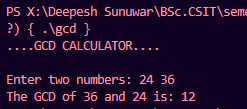 PS X:\Deepesh Sunuwar\BSc.CSIT\seme
?) { .\gcd }
....GCD CALCULATOR....
Enter two numbers: 24 36
The GCD of 36 and 24 is: 12